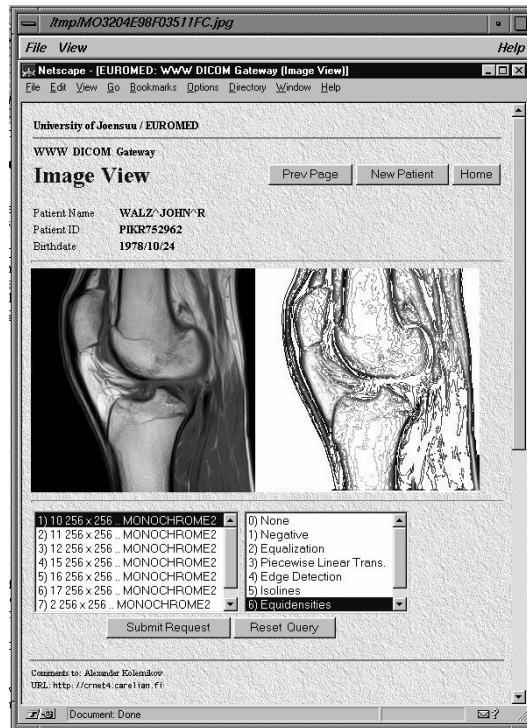 /tmp/MO3204E98F03511FC.jpg
File View Help
Netscape - [EUROMED: WWW DICOM Gateway (Image View)]
File Edit View Go Bookmarks Options Directory Window Help
University of Joensuu / EUROMED
WWW DICOM Gateway
Image View
Prev Page New Patient Home
Patient Name WALZ^JOHN^R
Patient ID PIKR752962
Birthdate 1978/10/24
1) 10 256 x 256 .. MONOCHROME2
2) 11 256 x 256 .. MONOCHROME2
3) 12 256 x 256 .. MONOCHROME2
4) 15 256 x 256 .. MONOCHROME2
5) 16 256 x 256 .. MONOCHROME2
6) 17 256 x 256 .. MONOCHROME2
7) 2 256 x 256 .. MONOCHROME2
0) None
1) Negative
2) Equalization
3) Piecewise Linear Trans.
4) Edge Detection
5) Isolines
6) Equidensities
Submit Request Reset Query
Comments to: Alexander Kolesnikov
URL: http://crnet4.carelian.fi
Document: Done